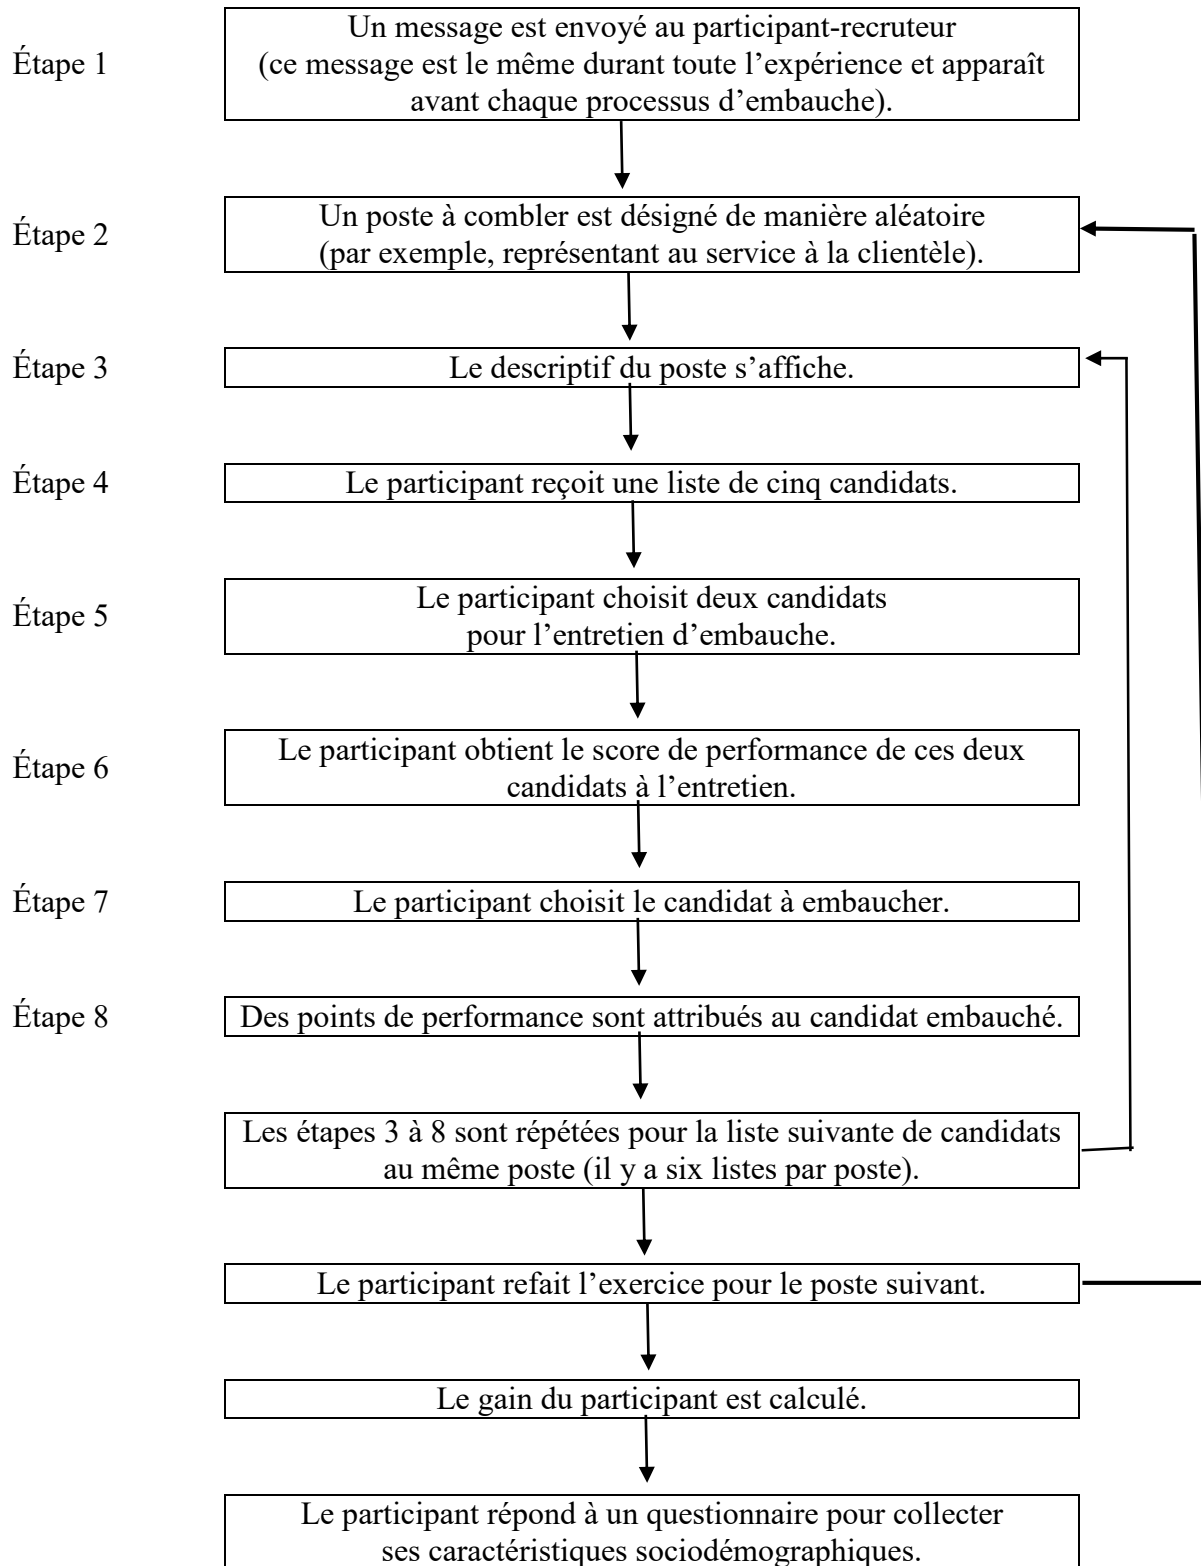 Un message est envoyé au participant-recruteur
Étape 1
(ce message est le même durant toute l’expérience et apparaît
avant chaque processus d’embauche).
Étape 2
Un poste à combler est désigné de manière aléatoire
(par exemple, représentant au service à la clientèle).
Étape 3
Le descriptif du poste s’affiche.
Étape 4
Le participant reçoit une liste de cinq candidats.
Étape 5
Le participant choisit deux candidats
pour l’entretien d’embauche.
Étape 6
Le participant obtient le score de performance de ces deux
candidats à l’entretien.
Étape 7
Le participant choisit le candidat à embaucher.
Étape 8
Des points de performance sont attribués au candidat embauché.
Les étapes 3 à 8 sont répétées pour la liste suivante de candidats
au même poste (il y a six listes par poste).
Le participant refait l’exercice pour le poste suivant.
Le gain du participant est calculé.
Le participant répond à un questionnaire pour collecter
ses caractéristiques sociodémographiques.